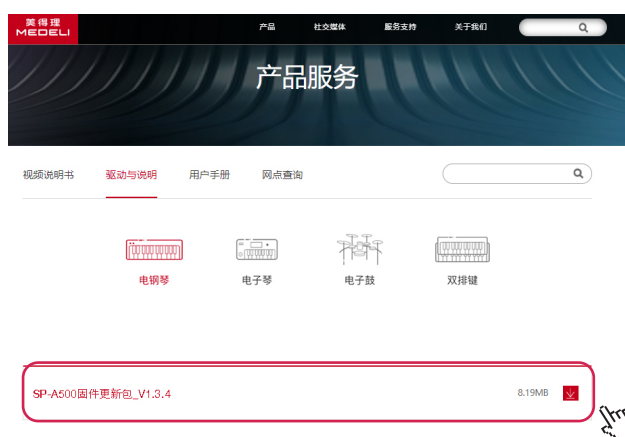 美得理
MEDELI
产品 社交媒体 服务支持 关于我们
产品服务
视频说明书 驱动与说明 用户手册 网点查询
电钢琴 电子琴 电子鼓 双排键
SP-A500固件更新包_V1.3.4 8.19MB